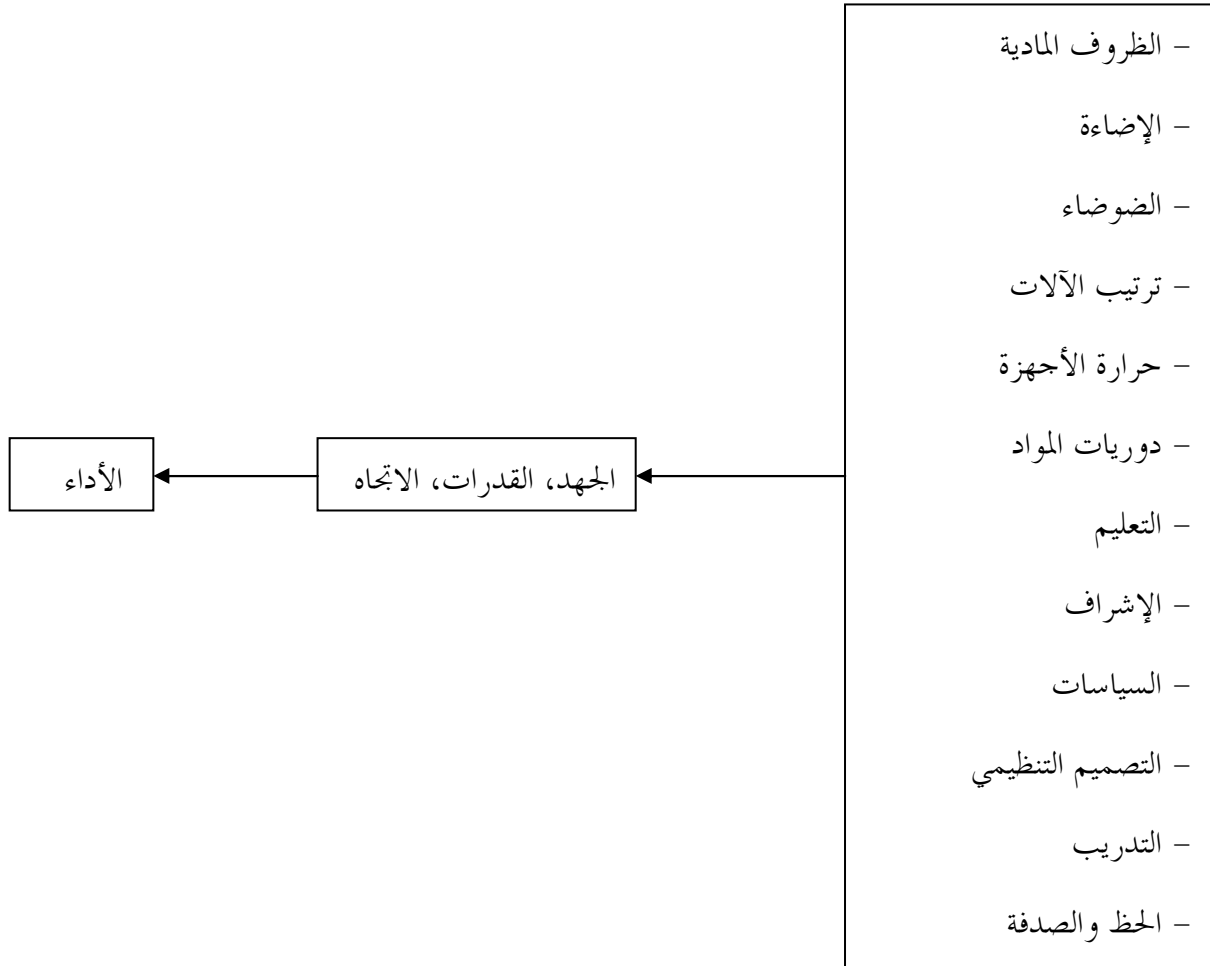 – الظروف المادية
– الإضاءة
– الضوضاء
– ترتيب الآلات
– حرارة الأجهزة
– دوريات المواد
– التعليم
– الإشراف
– السياسات
– التصميم التنظيمي
– التدريب
– الحظ والصدفة
الجهد، القدرات، الاتجاه
الأداء